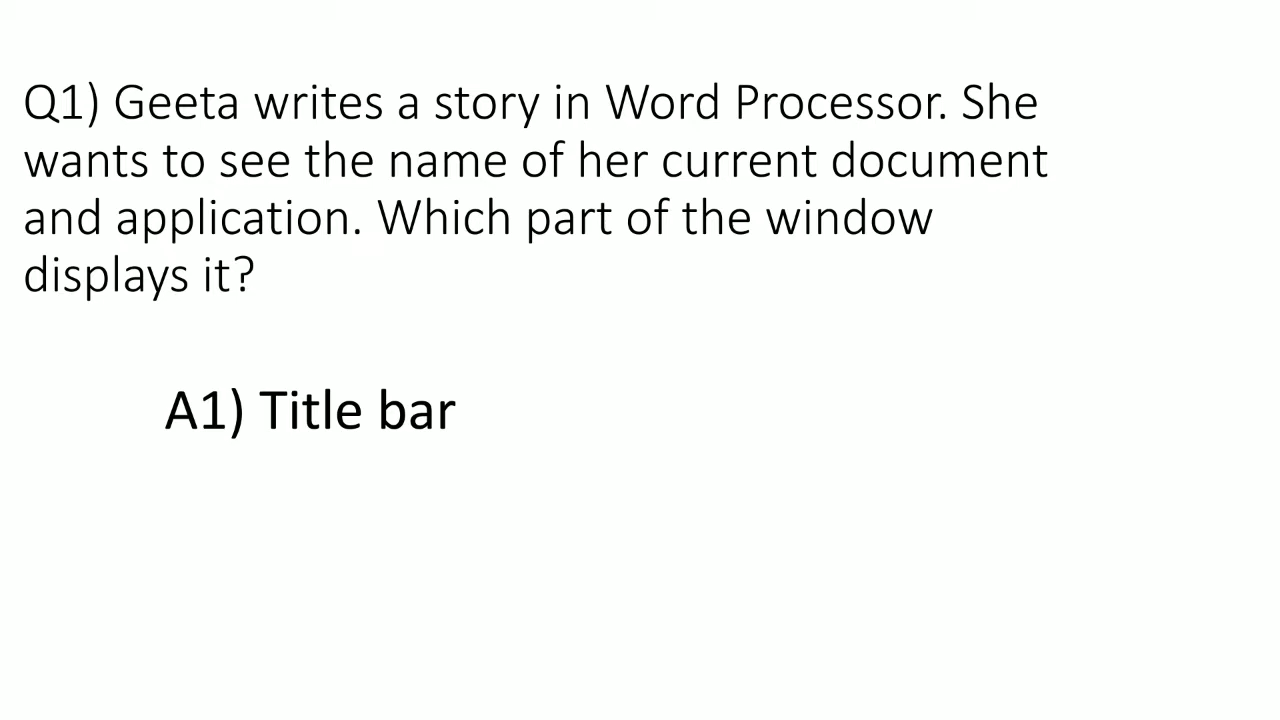 Q1) Geeta writes a story in Word Processor. She
wants to see the name of her current document
and application. Which part of the window
displays it?
A1) Title bar